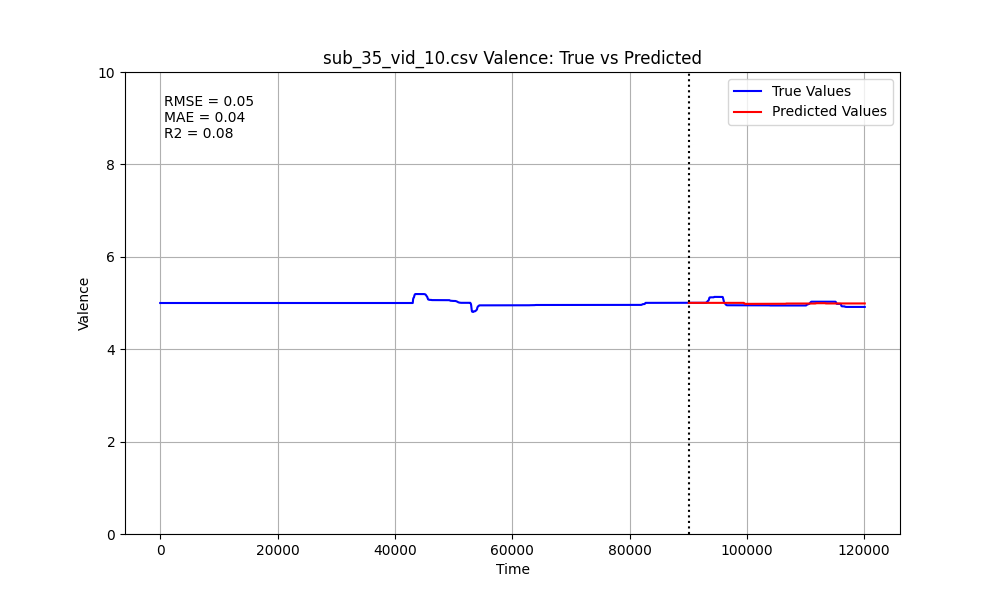 sub_35_vid_10.csv Valence: True vs Predicted
RMSE = 0.05
MAE = 0.04
R2 = 0.08
True Values
Predicted Values
Valence
10
8
6
4
2
0
0 20000 40000 60000 80000 100000 120000
Time